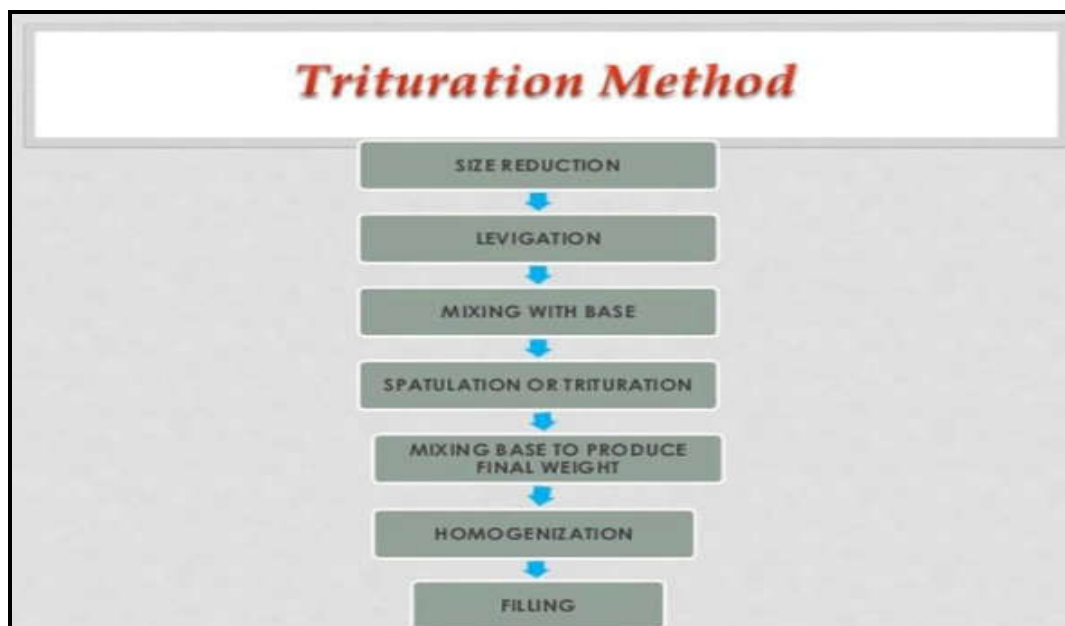 Trituration Method
SIZE REDUCTION
LEVIGATION
MIXING WITH BASE
SPATULATION OR TRITURATION
MIXING BASE TO PRODUCE
FINAL WEIGHT
HOMOGENIZATION
FILLING